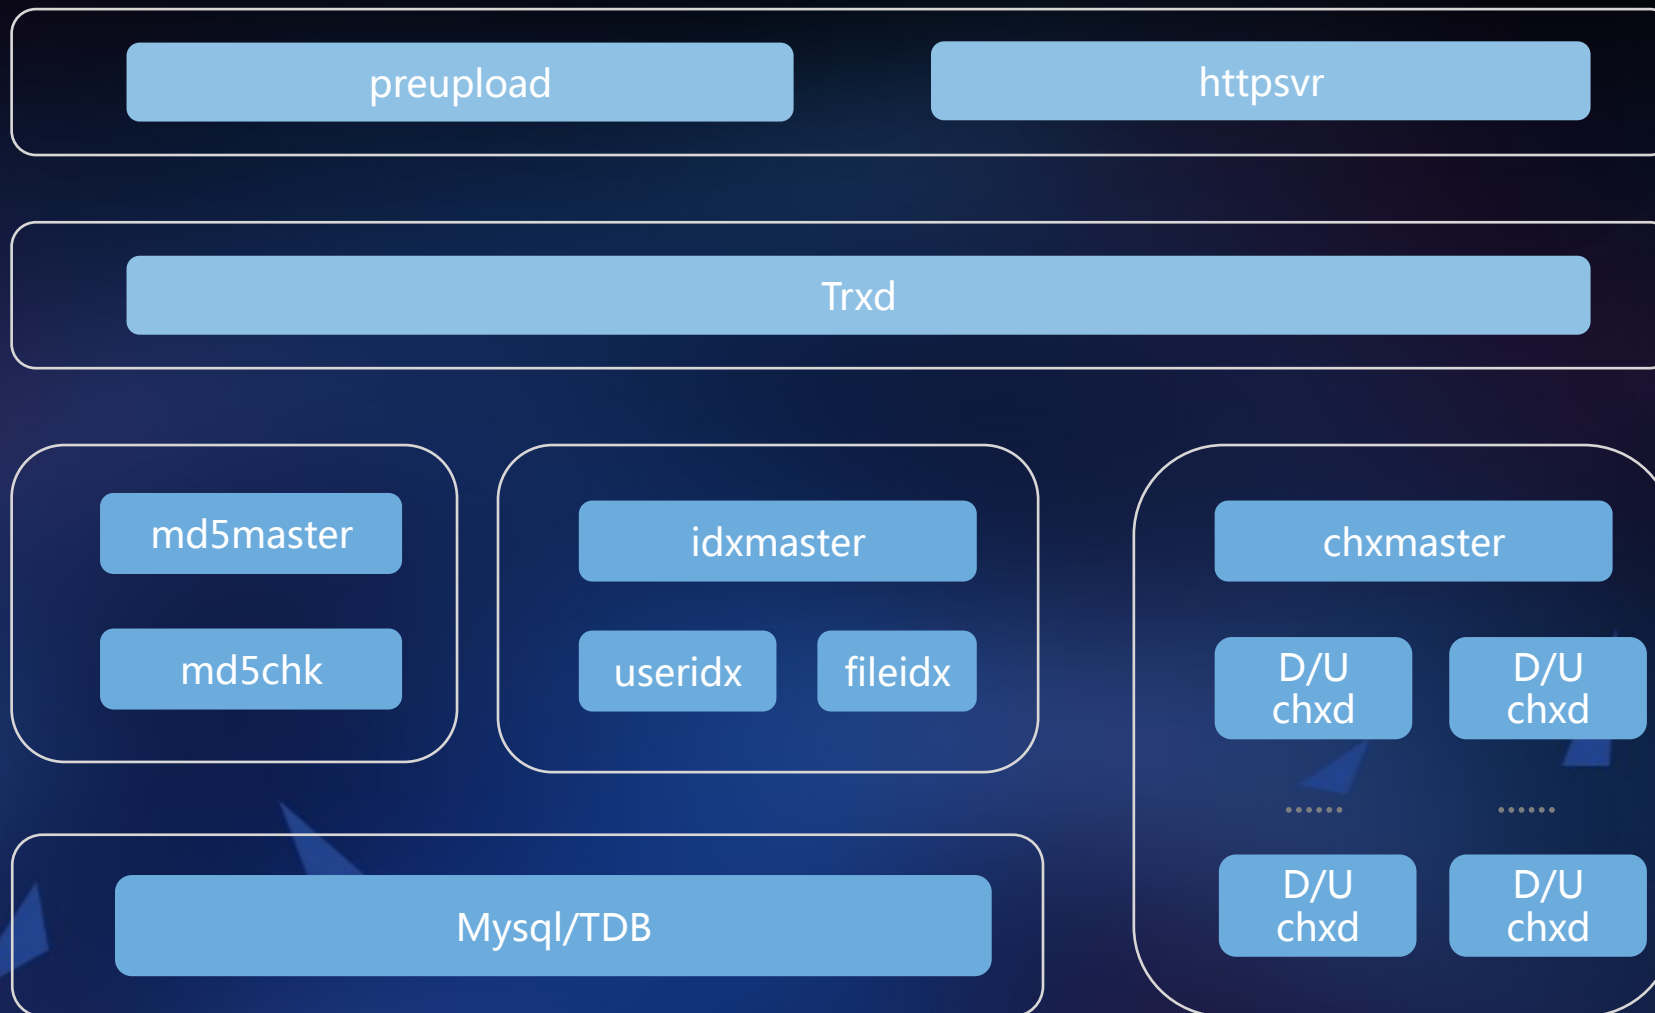 preupload
httpsvr
Trxd
md5master
md5chk
idxmaster
useridx
fileidx
chxmaster
D/U
chxd
D/U
chxd
......
......
D/U
chxd
D/U
chxd
Mysql/TDB